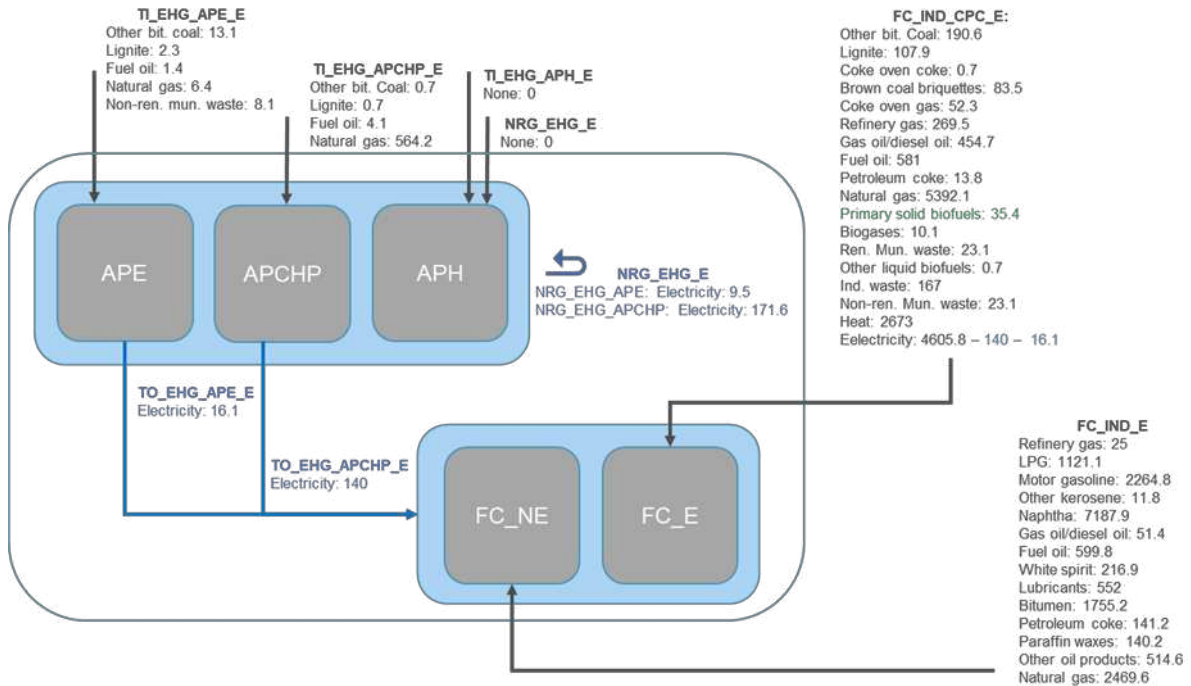 TI_EHG_APE_E
Other bit. coal: 13.1
Lignite: 2.3
Fuel oil: 1.4
Natural gas: 6.4
Non-ren. mun. waste: 8.1
TI_EHG_APCHP_E
Other bit. Coal: 0.7
Lignite: 0.7
Fuel oil: 4.1
Natural gas: 564.2
TI_EHG_APH_E
None: 0
NRG_EHG_E
None: 0
FC_IND_CPC_E:
Other bit. Coal: 190.6
Lignite: 107.9
Coke oven coke: 0.7
Brown coal briquettes: 83.5
Coke oven gas: 52.3
Refinery gas: 269.5
Gas oil/diesel oil: 454.7
Fuel oil: 581
Petroleum coke: 13.8
Natural gas: 5392.1
Primary solid biofuels: 35.4
Biogases: 10.1
Ren. Mun. waste: 23.1
Other liquid biofuels: 0.7
Ind. waste: 167
Non-ren. Mun. waste: 23.1
Heat: 2673
Eelectricity: 4605.8 – 140 – 16.1
APE
APCHP
APH
NRG_EHG_E
NRG_EHG_APE: Electricity: 9.5
NRG_EHG_APCHP: Electricity: 171.6
TO_EHG_APE_E
Electricity: 16.1
TO_EHG_APCHP_E
Electricity: 140
FC_NE
FC_E
FC_IND_E
Refinery gas: 25
LPG: 1121.1
Motor gasoline: 2264.8
Other kerosene: 11.8
Naphtha: 7187.9
Gas oil/diesel oil: 51.4
Fuel oil: 599.8
White spirit: 216.9
Lubricants: 552
Bitumen: 1755.2
Petroleum coke: 141.2
Paraffin waxes: 140.2
Other oil products: 514.6
Natural gas: 2469.6